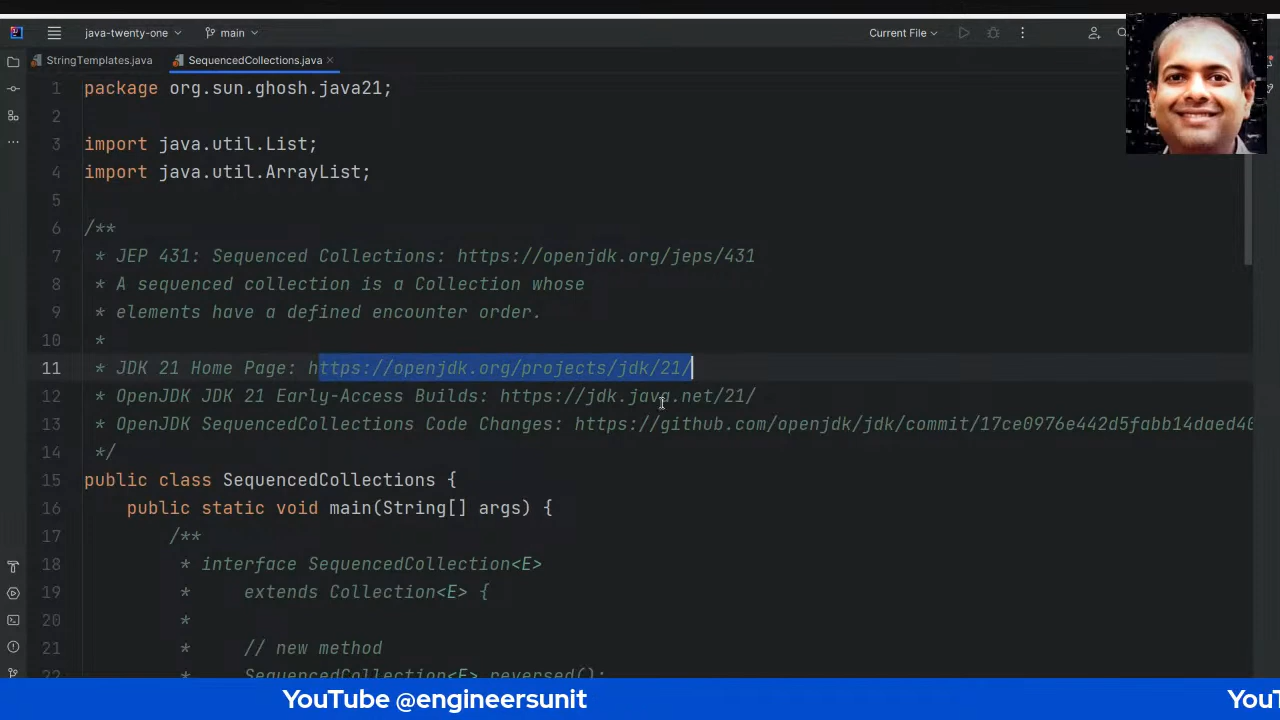 java-twenty-one
main
Current File
StringTemplates.java
SequencedCollections.java
1 package org.sun.ghosh.java21;
2
3 import java.util.List;
4 import java.util.ArrayList;
5
6 /**
7 * JEP 431: Sequenced Collections: https://openjdk.org/jeps/431
8 * A sequenced collection is a Collection whose
9 * elements have a defined encounter order.
10 *
11 * JDK 21 Home Page: https://openjdk.org/projects/jdk/21/
12 * OpenJDK JDK 21 Early-Access Builds: https://jdk.java.net/21/
13 * OpenJDK SequencedCollections Code Changes: https://github.com/openjdk/jdk/commit/17ce0976e442d5fabb14daed40
14 */
15 public class SequencedCollections {
16 public static void main(String[] args) {
17 /**
18 * interface SequencedCollection<E>
19 * extends Collection<E> {
20 *
21 * // new method
22 * SequencedCollection<E> reversed();
YouTube @engineersunit
YouT